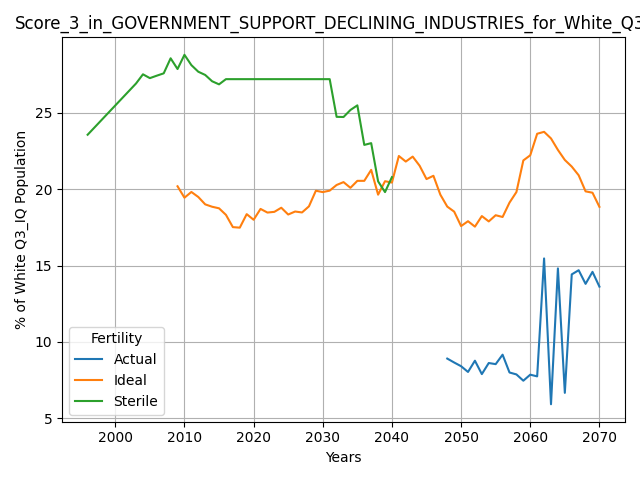 Score_3_in_GOVERNMENT_SUPPORT_DECLINING_INDUSTRIES_for_White_Q3
% of White Q3_IQ Population
25
20
15
10
5
Fertility
Actual
Ideal
Sterile
2000 2010 2020 2030 2040 2050 2060 2070
Years